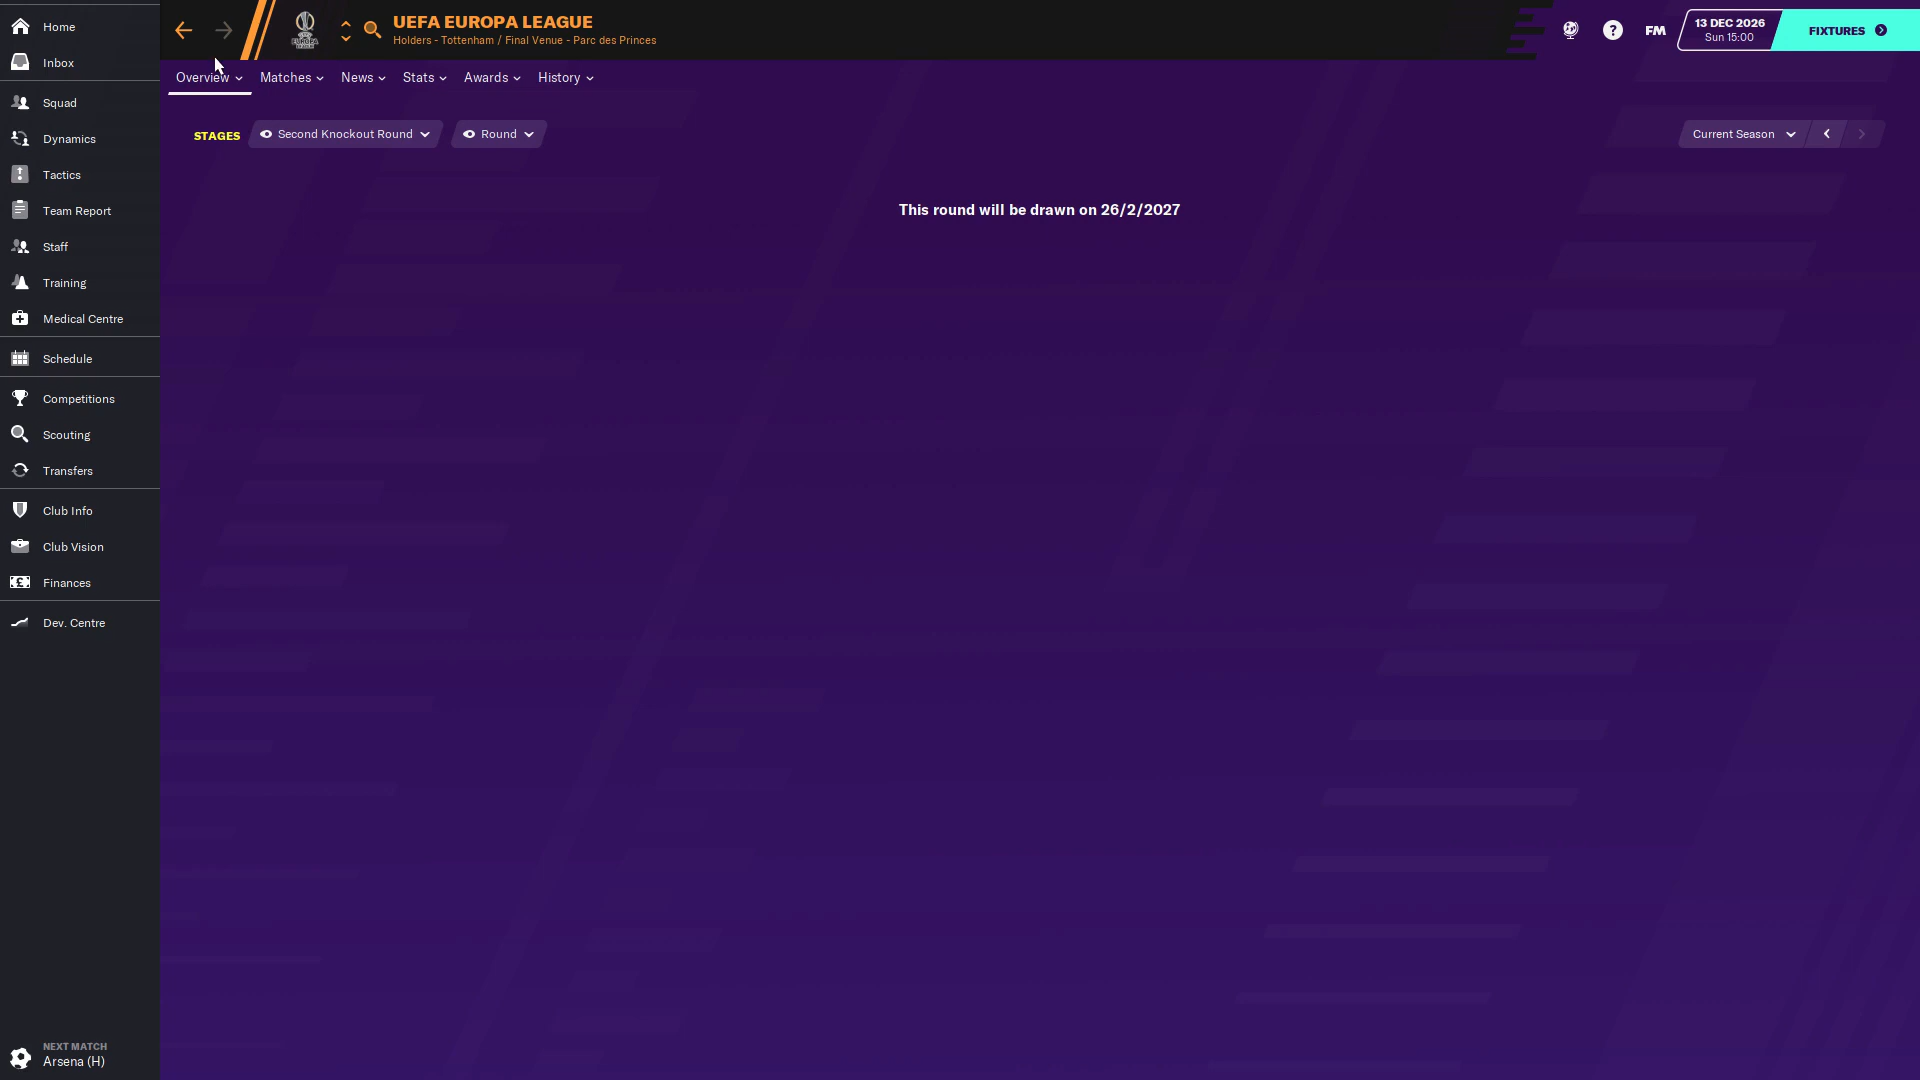 Home
Inbox
Squad
Dynamics
Tactics
Team Report
Staff
Training
Medical Centre
Schedule
Competitions
Scouting
Transfers
Club Info
Club Vision
Finances
Dev. Centre
NEXT MATCH
Arsena (H)
UEFA EUROPA LEAGUE
Holders - Tottenham / Final Venue - Parc des Princes
FM
13 DEC 2026
Sun 15:00
FIXTURES
Overview
Matches
News
Stats
Awards
History
STAGES
Second Knockout Round
Round
Current Season
This round will be drawn on 26/2/2027